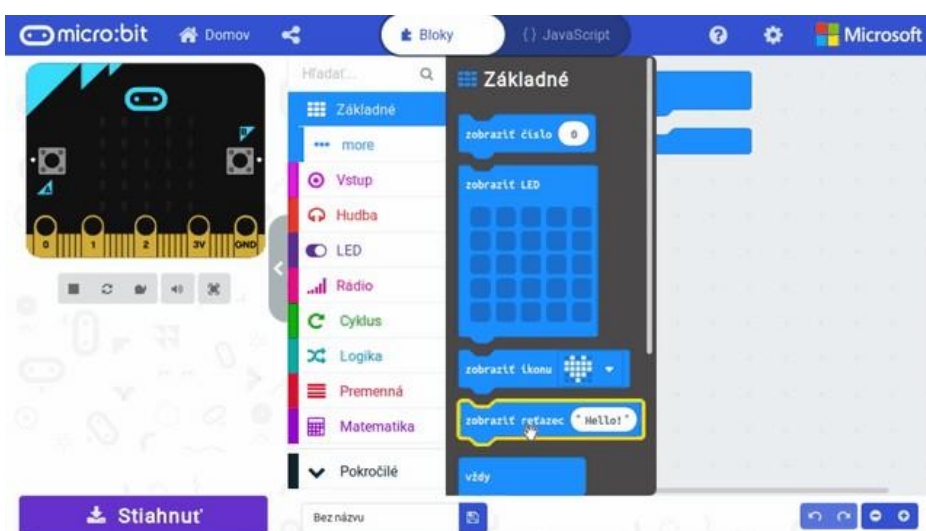 micro:bit
Domov
Bloky
{} JavaScript
Microsoft
Hľadať...
Základné
more
Vstup
Hudba
LED
Rádio
Cyklus
Logika
Premenná
Matematika
Pokročilé
Základné
zobraziť číslo 0
zobraziť LED
zobraziť ikonu
zobraziť reťazec "Hello!"
vždy
0 1 2 3V GND
B
A
Stiahnuť
Bez názvu